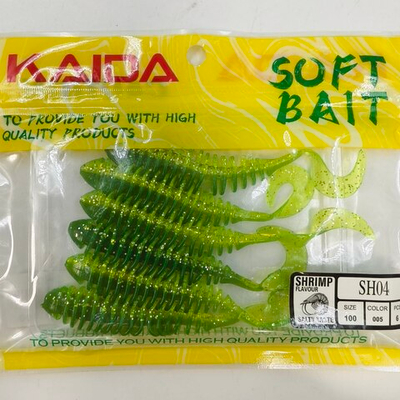 KAIDA
SOFT
BAIT
TO PROVIDE YOU WITH HIGH
QUALITY PRODUCTS
SHRIMP
FLAVOUR
SH04
SIZE
COLOR
100
005
6
TO PROVIDE YOU WITH HIGH QUALITY PRODUCTS